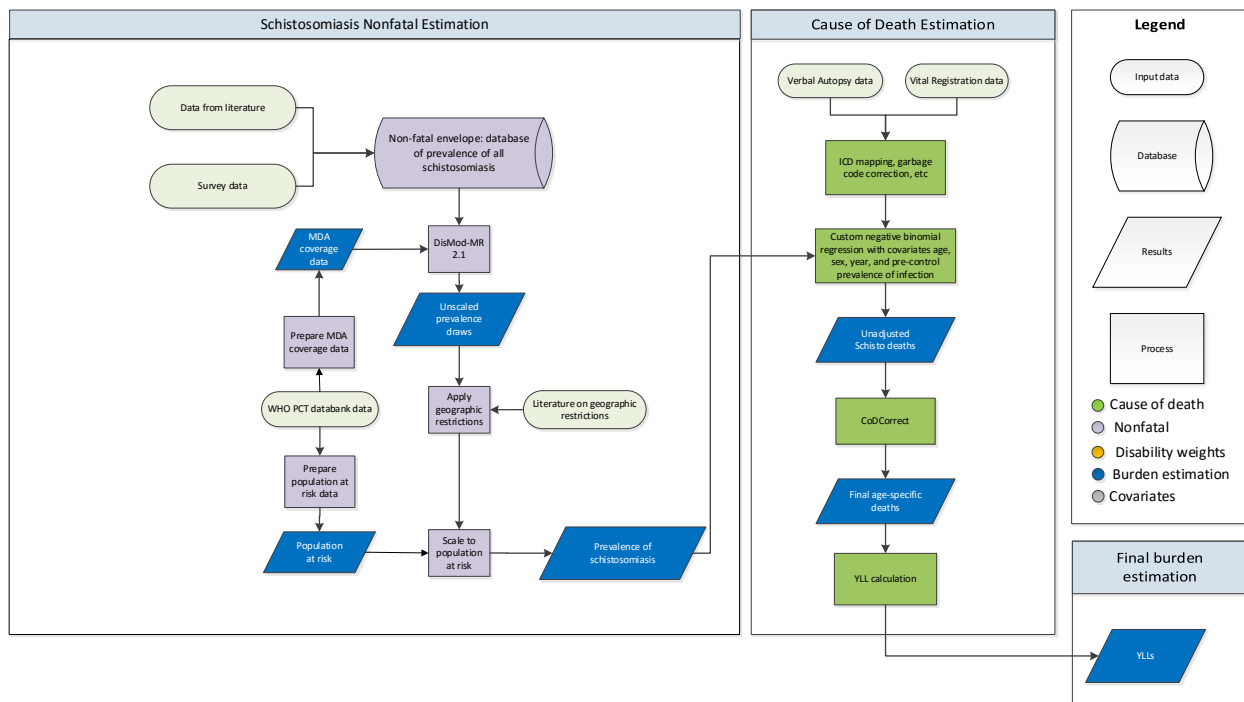 Schistosomiasis Nonfatal Estimation
Data from literature
Survey data
Non-fatal envelope: database
of prevalence of all
schistosomiasis
MDA
coverage
data
DisMod-MR
2.1
Unscaled
prevalence
draws
Prepare MDA
coverage data
WHO PCT databank data
Apply
geographic
restrictions
Literature on geographic
restrictions
Prepare
population at
risk data
Population
at risk
Scale to
population
at risk
Prevalence of
schistosomiasis
Cause of Death Estimation
Verbal Autopsy data
Vital Registration data
ICD mapping, garbage
code correction, etc
Custom negative binomial
regression with covariates age,
sex, year, and pre-control
prevalence of infection
Unadjusted
Schisto deaths
CoDCorrect
Final age-specific
deaths
YLL calculation
Legend
Input data
Database
Results
Process
Cause of death
Nonfatal
Disability weights
Burden estimation
Covariates
Final burden
estimation
YLLs